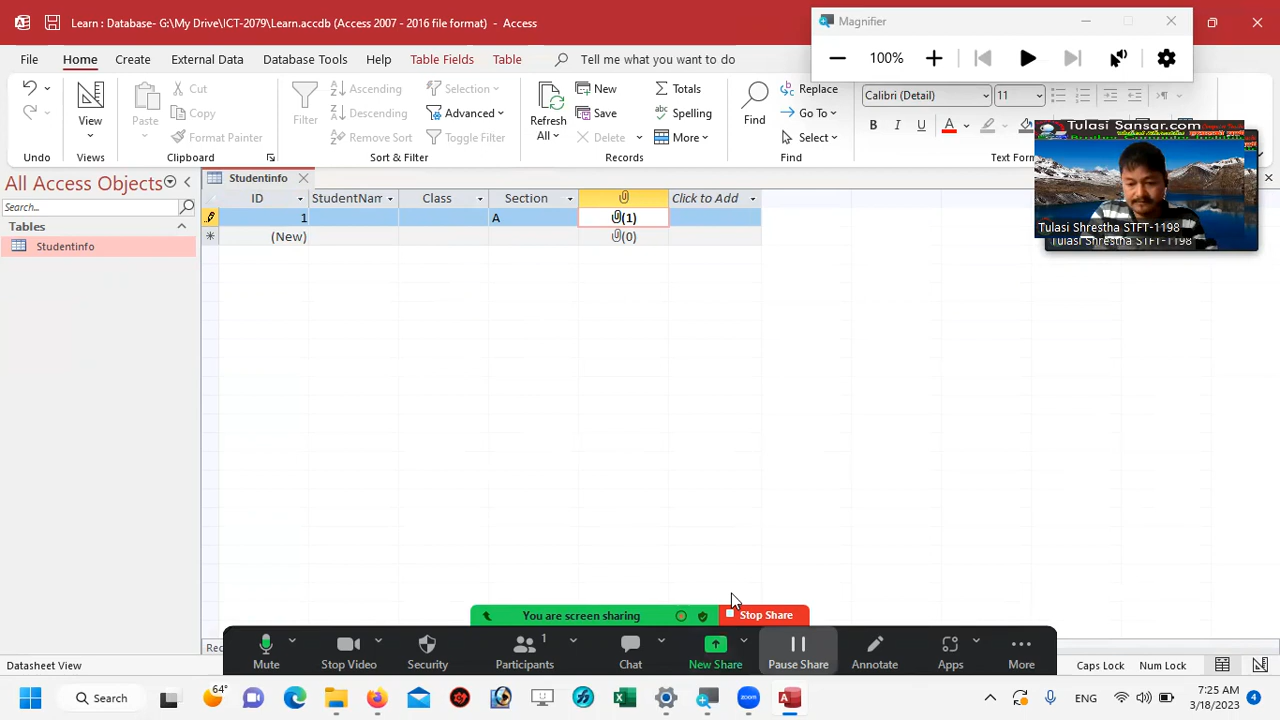 Learn : Database- G:\My Drive\ICT-2079\Learn.accdb (Access 2007 - 2016 file format) - Access
Magnifier
100%
File Home Create External Data Database Tools Help Table Fields Table Tell me what you want to do
View
Paste
Cut
Copy
Format Painter
Filter
Ascending
Descending
Remove Sort
Selection
Advanced
Toggle Filter
Refresh
All
New
Save
Delete
Totals
Spelling
More
Find
Replace
Go To
Select
Calibri (Detail) 11
B I U A
Undo Views Clipboard Sort & Filter Records Find Text Form
Tulasi Sansar.com
Tulasi Shrestha STFT-1198
Tulasi Shrestha STFT-1198
All Access Objects
Search...
Tables
Studentinfo
Studentinfo
ID StudentNam Class Section Click to Add
1 A (1)
(New) (0)
You are screen sharing Stop Share
Mute Stop Video Security Participants 1 Chat New Share Pause Share Annotate Apps More
Rec
Datasheet View Caps Lock Num Lock
64°
Search
ENG
7:25 AM
3/18/2023
4